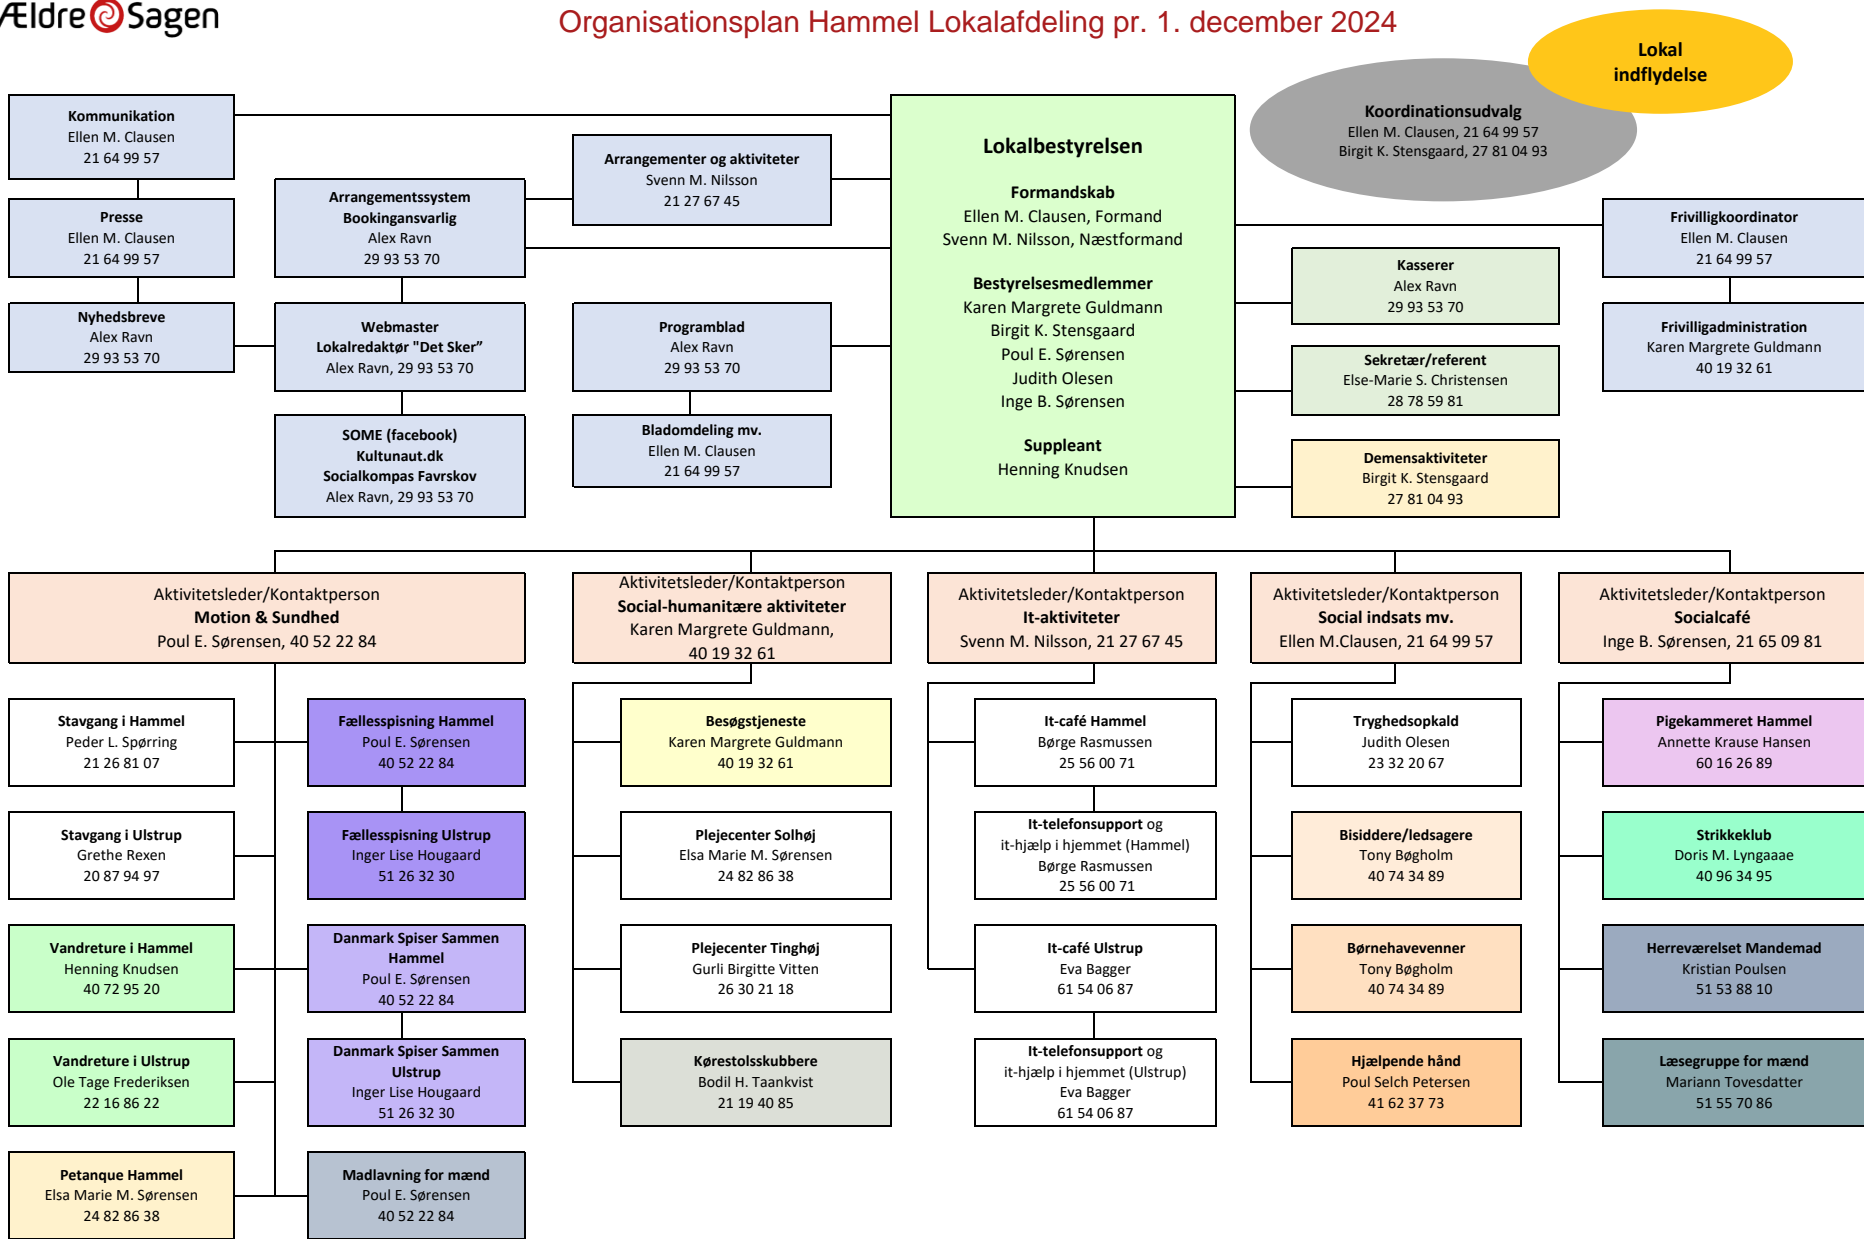 ÆldreSagen
Organisationsplan Hammel Lokalafdeling pr. 1. december 2024
Lokal
indflydelse
Koordinationsudvalg
Ellen M. Clausen, 21 64 99 57
Birgit K. Stensgaard, 27 81 04 93
Kommunikation
Ellen M. Clausen
21 64 99 57
Presse
Ellen M. Clausen
21 64 99 57
Nyhedsbreve
Alex Ravn
29 93 53 70
Arrangementssystem
Bookingansvarlig
Alex Ravn
29 93 53 70
Webmaster
Lokalredaktør "Det Sker”
Alex Ravn, 29 93 53 70
SOME (facebook)
Kultunaut.dk
Socialkompas Favrskov
Alex Ravn, 29 93 53 70
Arrangementer og aktiviteter
Svenn M. Nilsson
21 27 67 45
Programblad
Alex Ravn
29 93 53 70
Bladomdeling mv.
Ellen M. Clausen
21 64 99 57
Lokalbestyrelsen
Formandskab
Ellen M. Clausen, Formand
Svenn M. Nilsson, Næstformand
Bestyrelsesmedlemmer
Karen Margrete Guldmann
Birgit K. Stensgaard
Poul E. Sørensen
Judith Olesen
Inge B. Sørensen
Suppleant
Henning Knudsen
Kasserer
Alex Ravn
29 93 53 70
Sekretær/referent
Else-Marie S. Christensen
28 78 59 81
Demensaktiviteter
Birgit K. Stensgaard
27 81 04 93
Frivilligkoordinator
Ellen M. Clausen
21 64 99 57
Frivilligadministration
Karen Margrete Guldmann
40 19 32 61
Aktivitetsleder/Kontaktperson
Motion & Sundhed
Poul E. Sørensen, 40 52 22 84
Stavgang i Hammel
Peder L. Spørring
21 26 81 07
Stavgang i Ulstrup
Grethe Rexen
20 87 94 97
Vandreture i Hammel
Henning Knudsen
40 72 95 20
Vandreture i Ulstrup
Ole Tage Frederiksen
22 16 86 22
Petanque Hammel
Elsa Marie M. Sørensen
24 82 86 38
Fællesspisning Hammel
Poul E. Sørensen
40 52 22 84
Fællesspisning Ulstrup
Inger Lise Hougaard
51 26 32 30
Danmark Spiser Sammen
Hammel
Poul E. Sørensen
40 52 22 84
Danmark Spiser Sammen
Ulstrup
Inger Lise Hougaard
51 26 32 30
Madlavning for mænd
Poul E. Sørensen
40 52 22 84
Aktivitetsleder/Kontaktperson
Social-humanitære aktiviteter
Karen Margrete Guldmann,
40 19 32 61
Besøgstjeneste
Karen Margrete Guldmann
40 19 32 61
Plejecenter Solhøj
Elsa Marie M. Sørensen
24 82 86 38
Plejecenter Tinghøj
Gurli Birgitte Vitten
26 30 21 18
Kørestolsskubbere
Bodil H. Taankvist
21 19 40 85
Aktivitetsleder/Kontaktperson
It-aktiviteter
Svenn M. Nilsson, 21 27 67 45
It-café Hammel
Børge Rasmussen
25 56 00 71
It-telefonsupport og
it-hjælp i hjemmet (Hammel)
Børge Rasmussen
25 56 00 71
It-café Ulstrup
Eva Bagger
61 54 06 87
It-telefonsupport og
it-hjælp i hjemmet (Ulstrup)
Eva Bagger
61 54 06 87
Aktivitetsleder/Kontaktperson
Social indsats mv.
Ellen M.Clausen, 21 64 99 57
Tryghedsopkald
Judith Olesen
23 32 20 67
Bisiddere/ledsagere
Tony Bøgholm
40 74 34 89
Børnehavevenner
Tony Bøgholm
40 74 34 89
Hjælpende hånd
Poul Selch Petersen
41 62 37 73
Aktivitetsleder/Kontaktperson
Socialcafé
Inge B. Sørensen, 21 65 09 81
Pigekammeret Hammel
Annette Krause Hansen
60 16 26 89
Strikkeklub
Doris M. Lyngaaae
40 96 34 95
Herreværelset Mandemad
Kristian Poulsen
51 53 88 10
Læsegruppe for mænd
Mariann Tovesdatter
51 55 70 86